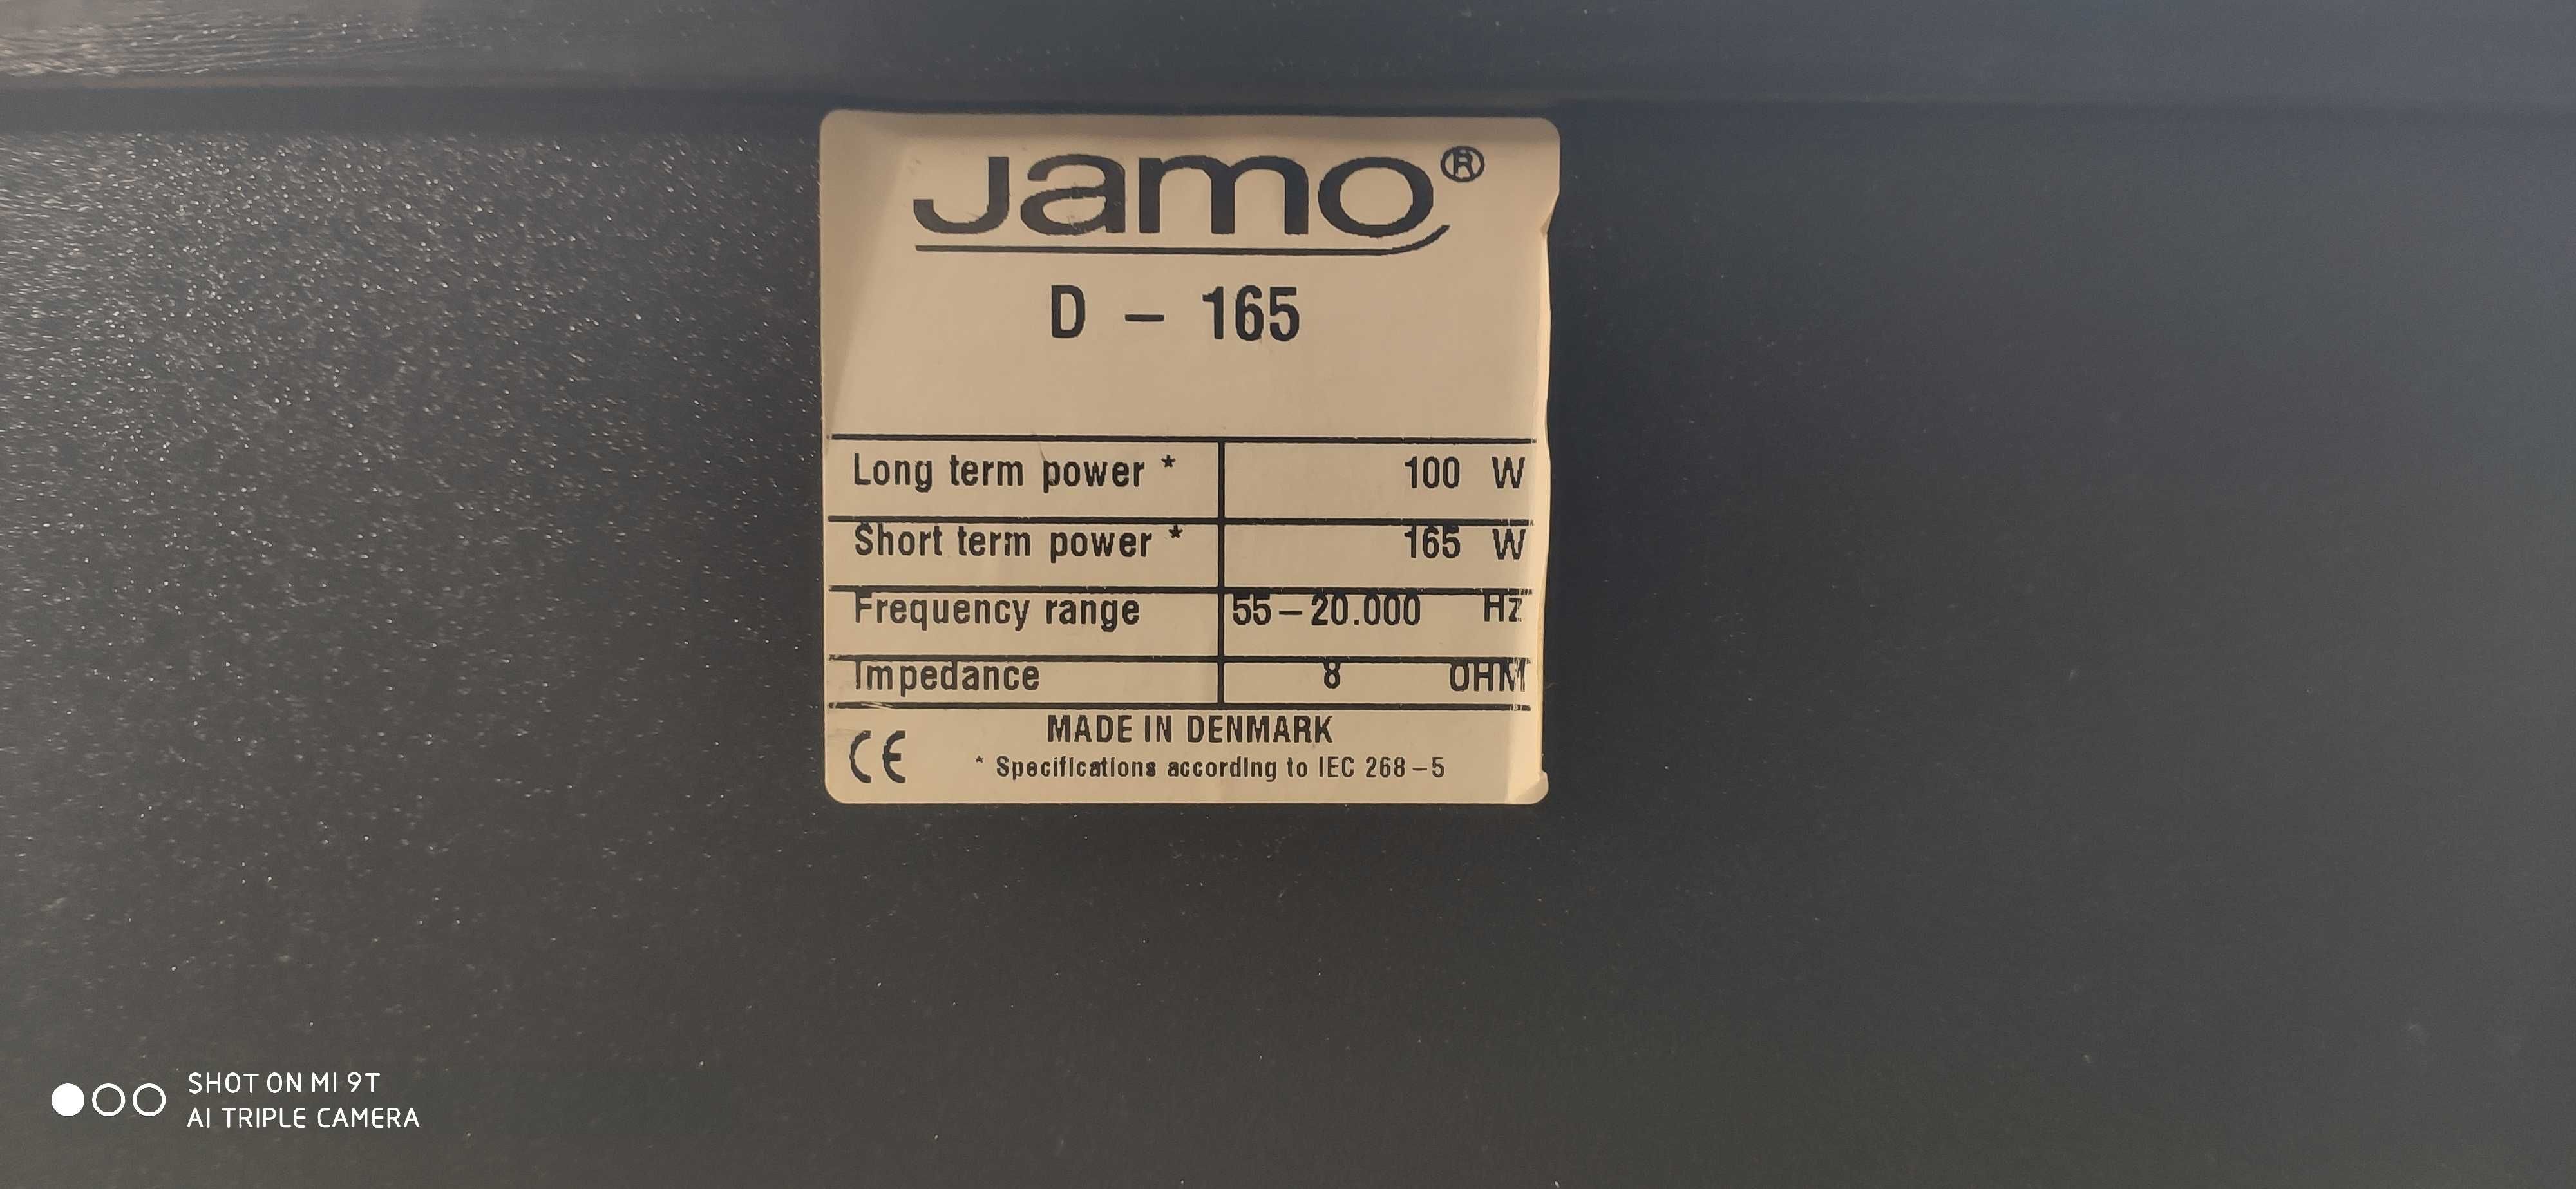 Jamo®
D – 165
Long term power * 100 W
Short term power * 165 W
Frequency range 55–20.000 Hz
Impedance 8 OHM
MADE IN DENMARK
CE * Specifications according to IEC 268–5
SHOT ON MI 9T
AI TRIPLE CAMERA